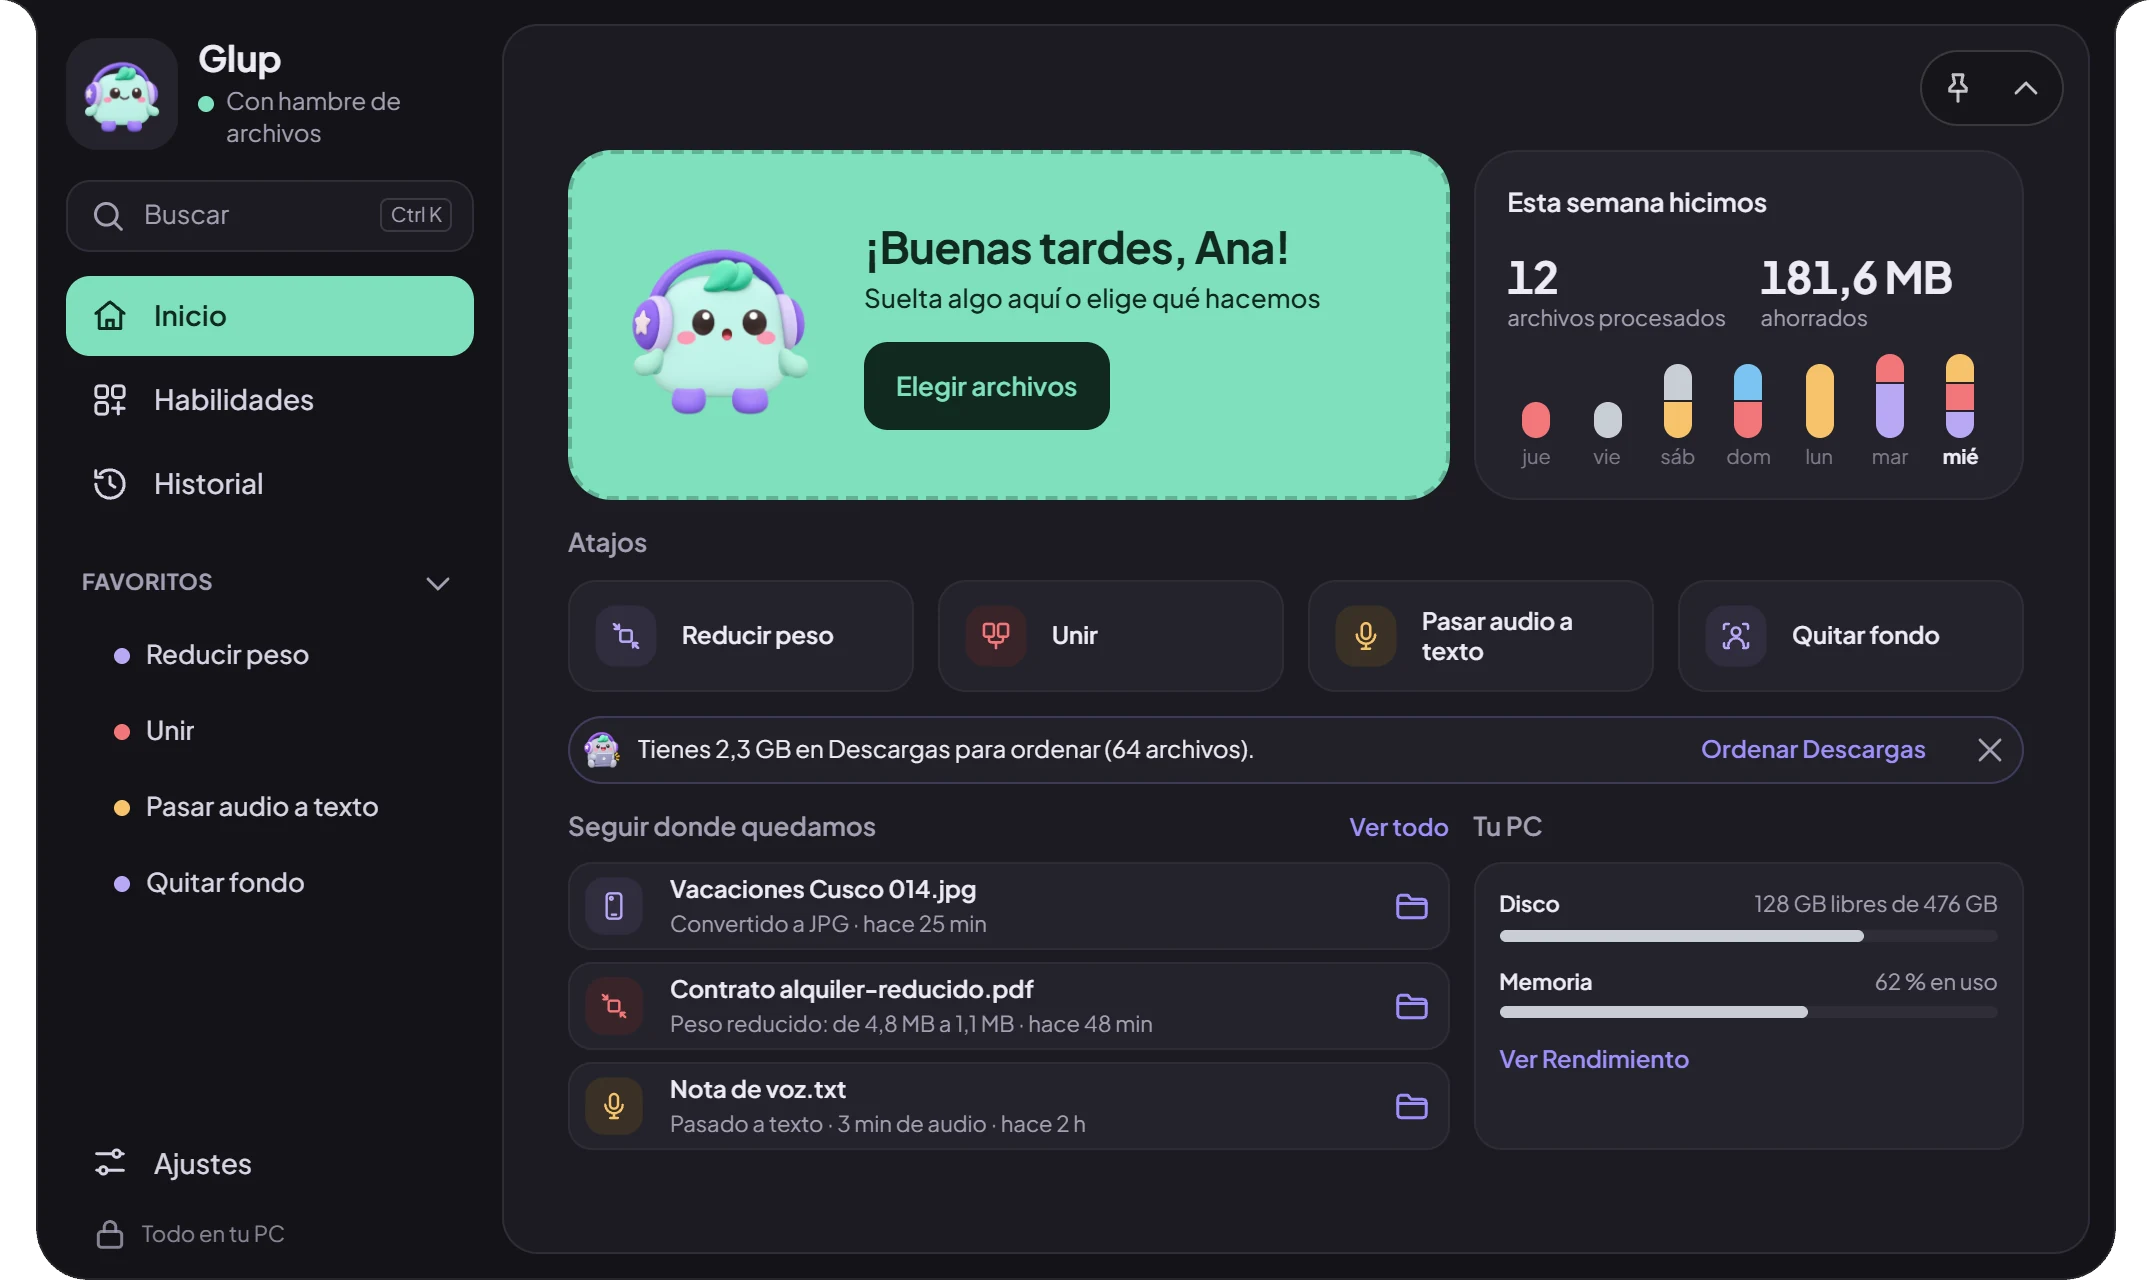 Glup
Con hambre de
archivos
Buscar
Ctrl K
Inicio
Habilidades
Historial
FAVORITOS
Reducir peso
Unir
Pasar audio a texto
Quitar fondo
Ajustes
Todo en tu PC
¡Buenas tardes, Ana!
Suelta algo aquí o elige qué hacemos
Elegir archivos
Esta semana hicimos
12
archivos procesados
181,6 MB
ahorrados
jue vie sáb dom lun mar mié
Atajos
Reducir peso
Unir
Pasar audio a
texto
Quitar fondo
Tienes 2,3 GB en Descargas para ordenar (64 archivos).
Ordenar Descargas
Seguir donde quedamos
Ver todo
Vacaciones Cusco 014.jpg
Convertido a JPG · hace 25 min
Contrato alquiler-reducido.pdf
Peso reducido: de 4,8 MB a 1,1 MB · hace 48 min
Nota de voz.txt
Pasado a texto · 3 min de audio · hace 2 h
Tu PC
Disco
128 GB libres de 476 GB
Memoria
62 % en uso
Ver Rendimiento